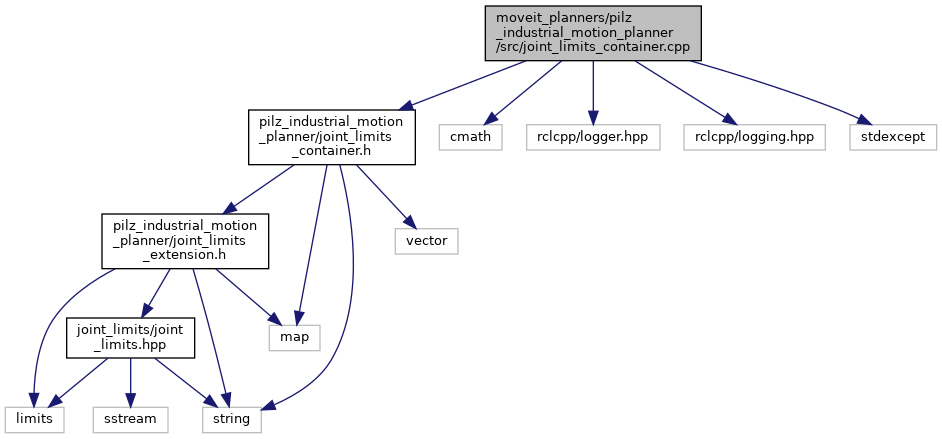 moveit_planners/pilz
_industrial_motion_planner
/src/joint_limits_container.cpp
pilz_industrial_motion
_planner/joint_limits
_container.h
cmath
rclcpp/logger.hpp
rclcpp/logging.hpp
stdexcept
pilz_industrial_motion
_planner/joint_limits
_extension.h
vector
joint_limits/joint
_limits.hpp
map
limits
sstream
string